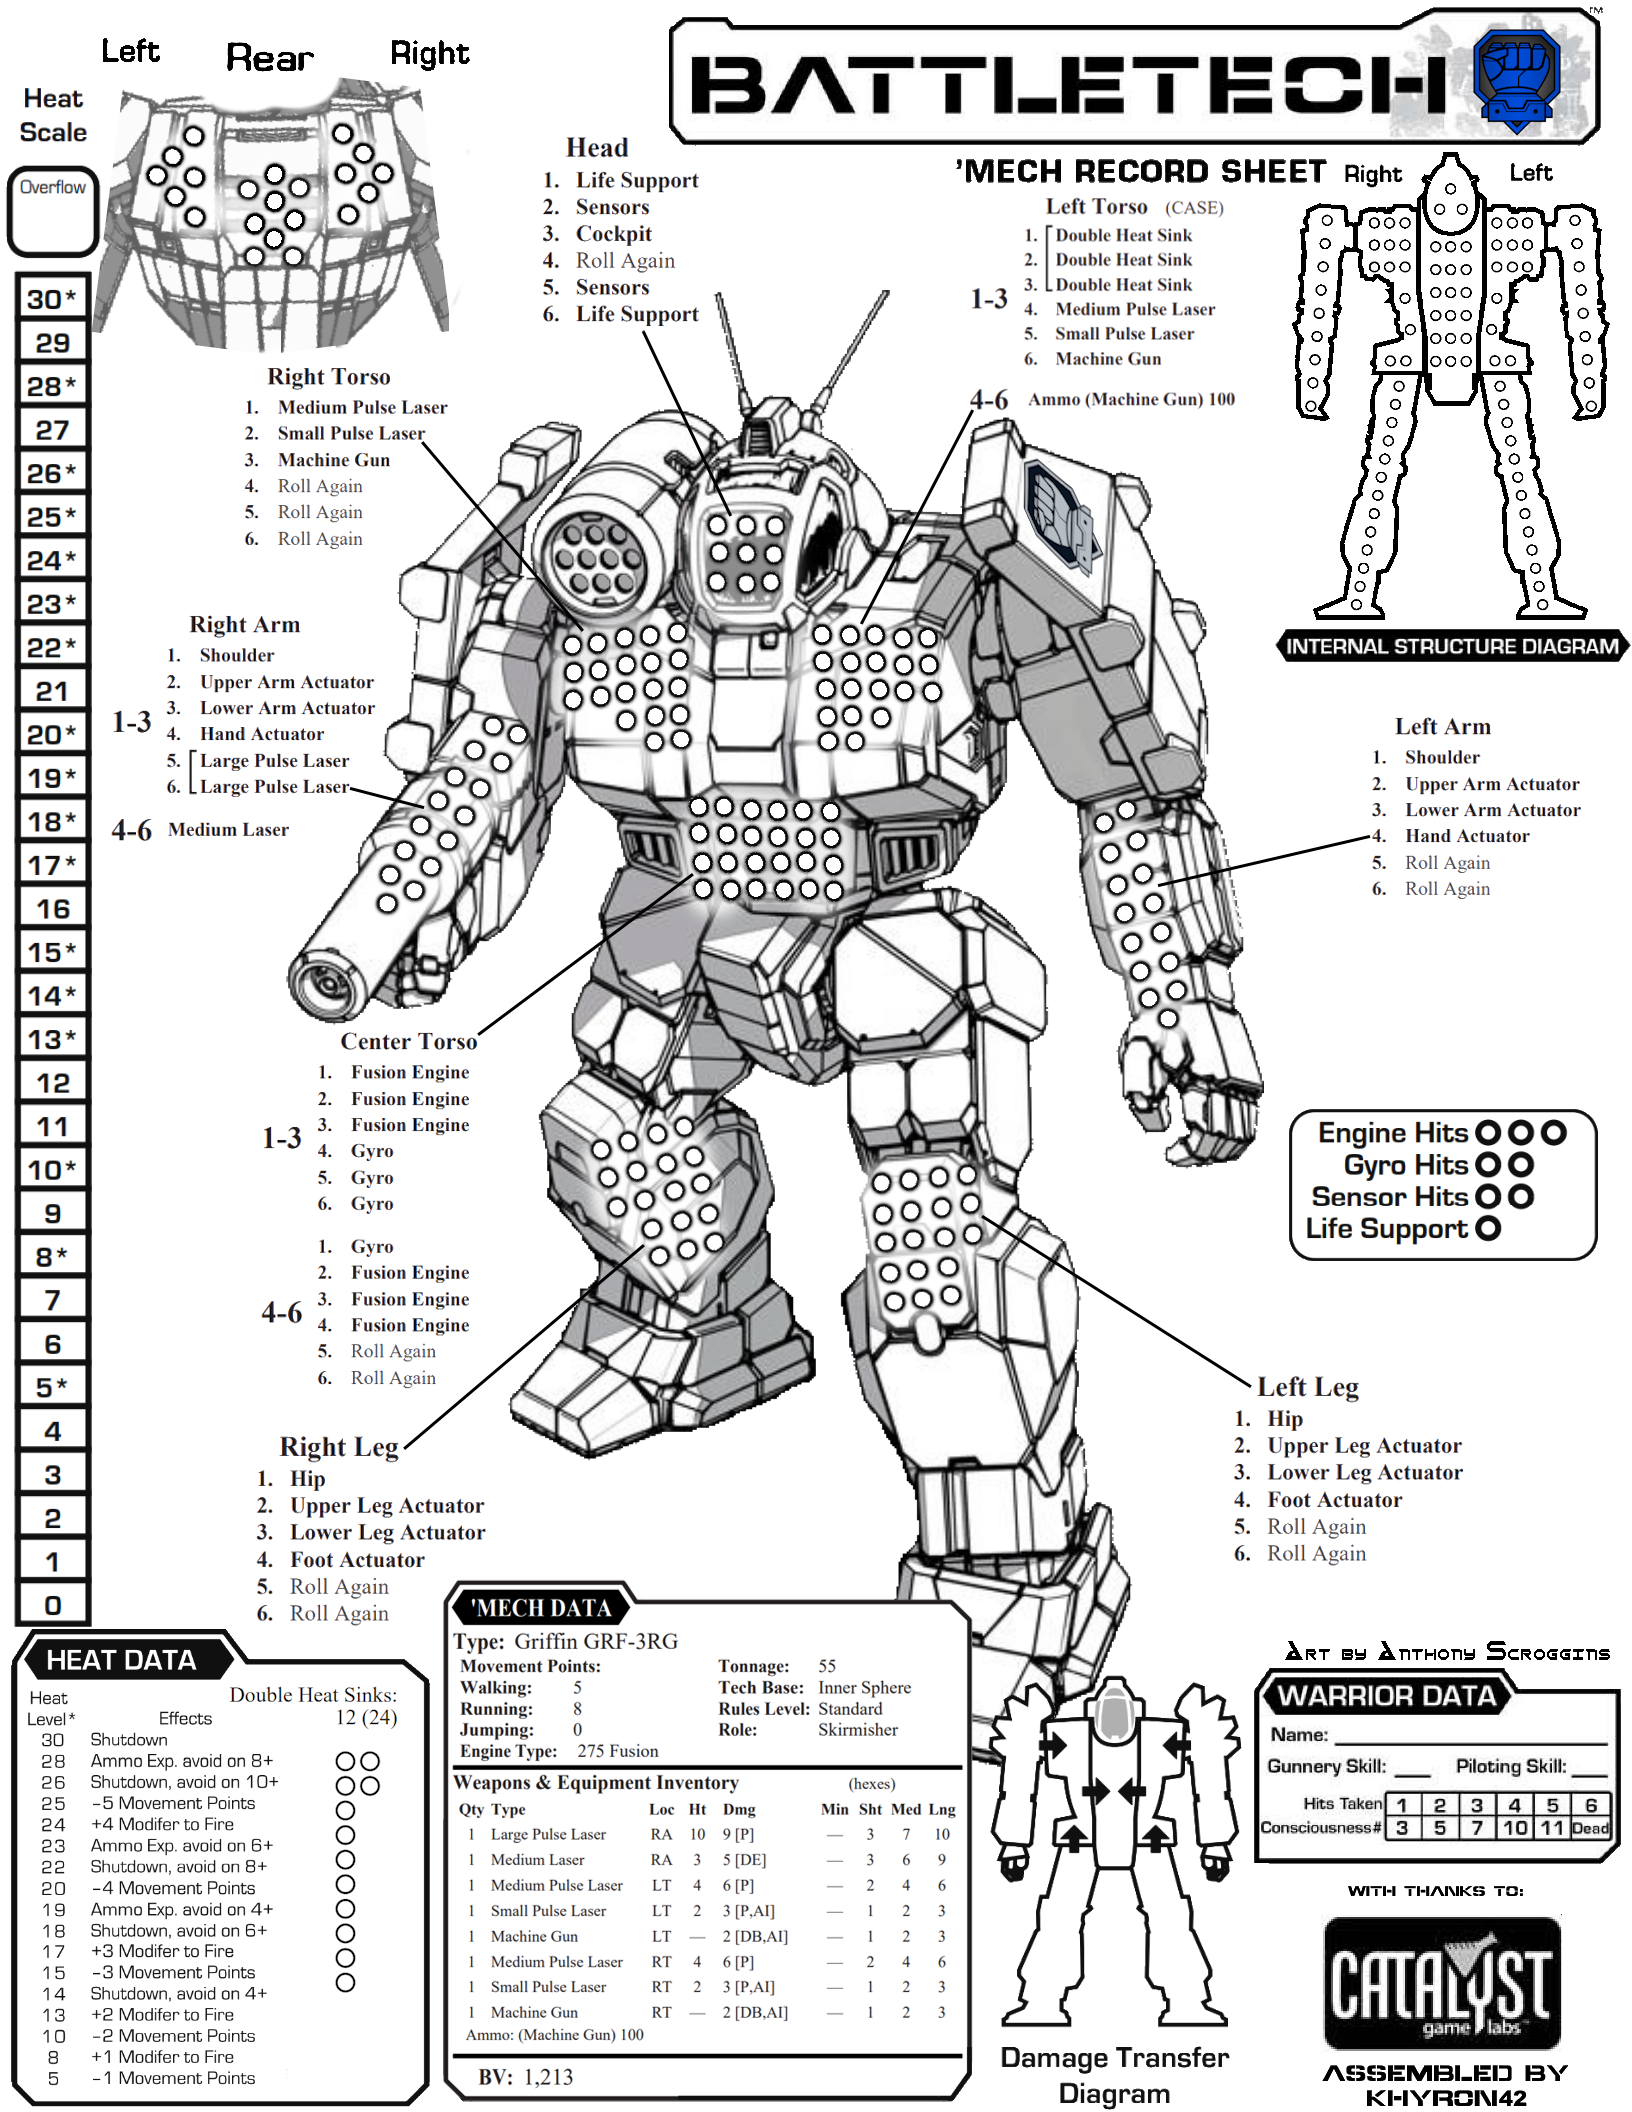 Left Rear Right
BATTLETECH
TM
Heat
Scale
Overflow
30*
29
28*
27
26*
25*
24*
23*
22*
21
20*
19*
18*
17*
16
15*
14*
13*
12
11
10*
9
8*
7
6
5*
4
3
2
1
0
Head
1. Life Support
2. Sensors
3. Cockpit
4. Roll Again
5. Sensors
6. Life Support
'MECH RECORD SHEET
Left Torso (CASE)
1. Double Heat Sink
2. Double Heat Sink
3. Double Heat Sink
1-3
4. Medium Pulse Laser
5. Small Pulse Laser
6. Machine Gun
4-6 Ammo (Machine Gun) 100
Right Left
INTERNAL STRUCTURE DIAGRAM
Right Torso
1. Medium Pulse Laser
2. Small Pulse Laser
3. Machine Gun
4. Roll Again
5. Roll Again
6. Roll Again
Right Arm
1. Shoulder
2. Upper Arm Actuator
3. Lower Arm Actuator
1-3
4. Hand Actuator
5. Large Pulse Laser
6. Large Pulse Laser
4-6 Medium Laser
Left Arm
1. Shoulder
2. Upper Arm Actuator
3. Lower Arm Actuator
4. Hand Actuator
5. Roll Again
6. Roll Again
Center Torso
1. Fusion Engine
2. Fusion Engine
3. Fusion Engine
1-3
4. Gyro
5. Gyro
6. Gyro
1. Gyro
2. Fusion Engine
3. Fusion Engine
4-6
4. Fusion Engine
5. Roll Again
6. Roll Again
Engine Hits
Gyro Hits
Sensor Hits
Life Support
Right Leg
1. Hip
2. Upper Leg Actuator
3. Lower Leg Actuator
4. Foot Actuator
5. Roll Again
6. Roll Again
Left Leg
1. Hip
2. Upper Leg Actuator
3. Lower Leg Actuator
4. Foot Actuator
5. Roll Again
6. Roll Again
HEAT DATA
Heat Double Heat Sinks:
Level* Effects 12 (24)
30 Shutdown
28 Ammo Exp. avoid on 8+
26 Shutdown, avoid on 10+
25 -5 Movement Points
24 +4 Modifer to Fire
23 Ammo Exp. avoid on 6+
22 Shutdown, avoid on 8+
20 -4 Movement Points
19 Ammo Exp. avoid on 4+
18 Shutdown, avoid on 6+
17 +3 Modifer to Fire
15 -3 Movement Points
14 Shutdown, avoid on 4+
13 +2 Modifer to Fire
10 -2 Movement Points
8 +1 Modifer to Fire
5 -1 Movement Points
'MECH DATA
Type: Griffin GRF-3RG
Movement Points: Tonnage: 55
Walking: 5 Tech Base: Inner Sphere
Running: 8 Rules Level: Standard
Jumping: 0 Role: Skirmisher
Engine Type: 275 Fusion
Weapons & Equipment Inventory (hexes)
Qty Type Loc Ht Dmg Min Sht Med Lng
1 Large Pulse Laser RA 10 9 [P] — 3 7 10
1 Medium Laser RA 3 5 [DE] — 3 6 9
1 Medium Pulse Laser LT 4 6 [P] — 2 4 6
1 Small Pulse Laser LT 2 3 [P,AI] — 1 2 3
1 Machine Gun LT — 2 [DB,AI] — 1 2 3
1 Medium Pulse Laser RT 4 6 [P] — 2 4 6
1 Small Pulse Laser RT 2 3 [P,AI] — 1 2 3
1 Machine Gun RT — 2 [DB,AI] — 1 2 3
Ammo: (Machine Gun) 100
BV: 1,213
Damage Transfer
Diagram
Art by Anthony Scroggins
WARRIOR DATA
Name:
Gunnery Skill: Piloting Skill:
Hits Taken 1 2 3 4 5 6
Consciousness# 3 5 7 10 11 Dead
WITH THANKS TO:
CATALYST
game labs
ASSEMBLED BY
KHYRON42